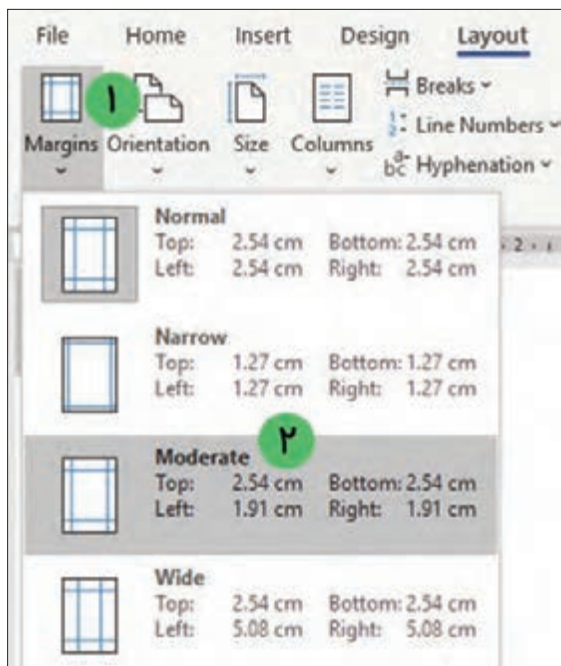 File Home Insert Design Layout
۱
Breaks
Margins Orientation Size Columns Line Numbers
Hyphenation
Normal
Top: 2.54 cm Bottom: 2.54 cm
Left: 2.54 cm Right: 2.54 cm
2
Narrow
Top: 1.27 cm Bottom: 1.27 cm
Left: 1.27 cm Right: 1.27 cm
۲
Moderate
Top: 2.54 cm Bottom: 2.54 cm
Left: 1.91 cm Right: 1.91 cm
Wide
Top: 2.54 cm Bottom: 2.54 cm
Left: 5.08 cm Right: 5.08 cm